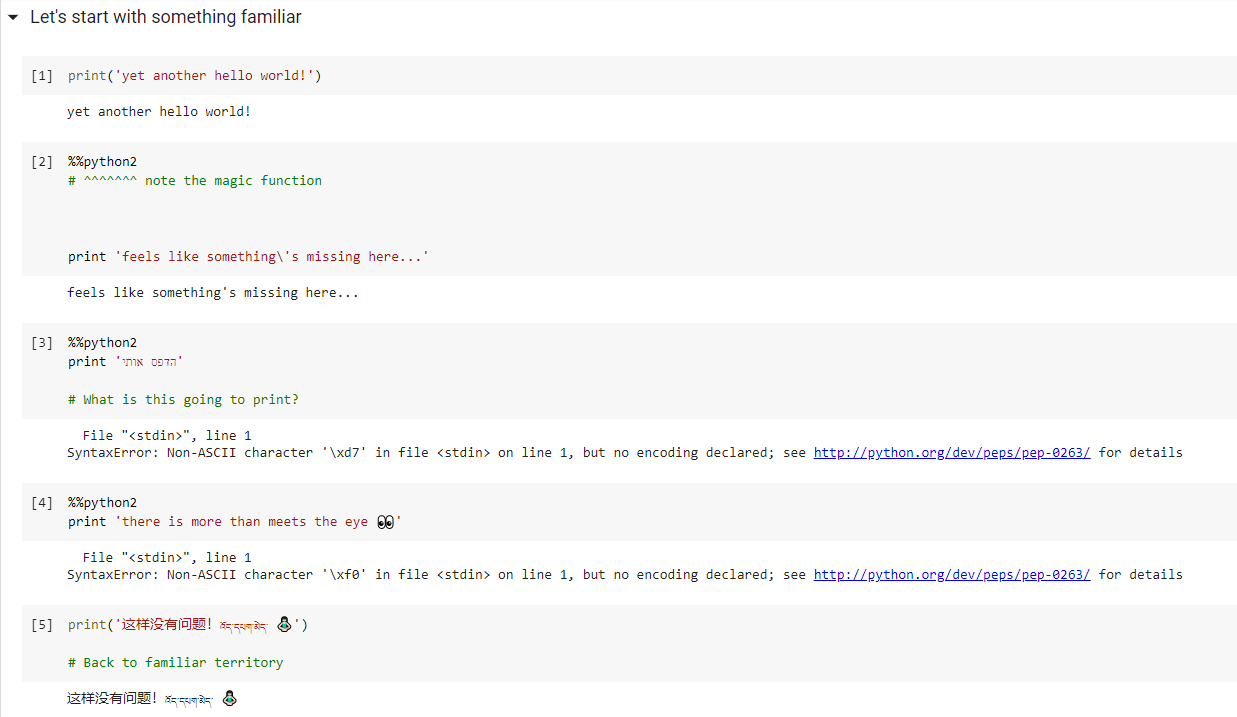 Let's start with something familiar
[1] print('yet another hello world!')
yet another hello world!
[2] %%python2
# ^^^^^^^ note the magic function
print 'feels like something\'s missing here...'
feels like something's missing here...
[3] %%python2
print 'הדפס אותי'
# What is this going to print?
File "<stdin>", line 1
SyntaxError: Non-ASCII character '\xd7' in file <stdin> on line 1, but no encoding declared; see http://python.org/dev/peps/pep-0263/ for details
[4] %%python2
print 'there is more than meets the eye 👀'
File "<stdin>", line 1
SyntaxError: Non-ASCII character '\xf0' in file <stdin> on line 1, but no encoding declared; see http://python.org/dev/peps/pep-0263/ for details
[5] print('这样没有问题! འོད་དཔག་མེད་ ')
# Back to familiar territory
这样没有问题! འོད་དཔག་མེད་